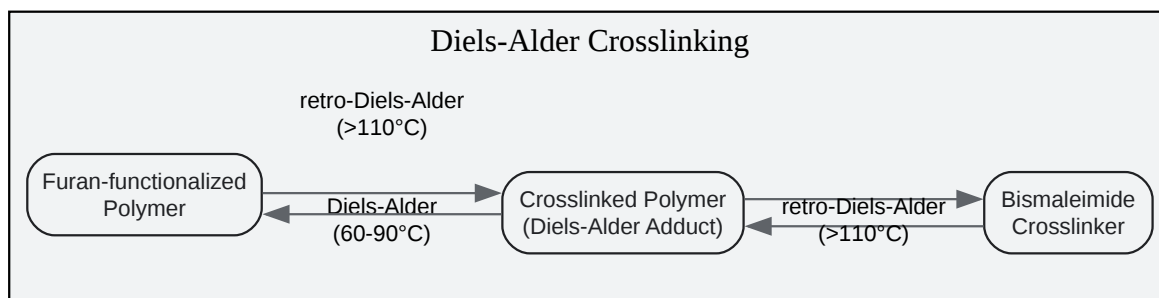 Diels-Alder Crosslinking
retro-Diels-Alder
(>110°C)
Furan-functionalized
Polymer
Diels-Alder
(60-90°C)
Crosslinked Polymer
(Diels-Alder Adduct)
retro-Diels-Alder
(>110°C)
Bismaleimide
Crosslinker